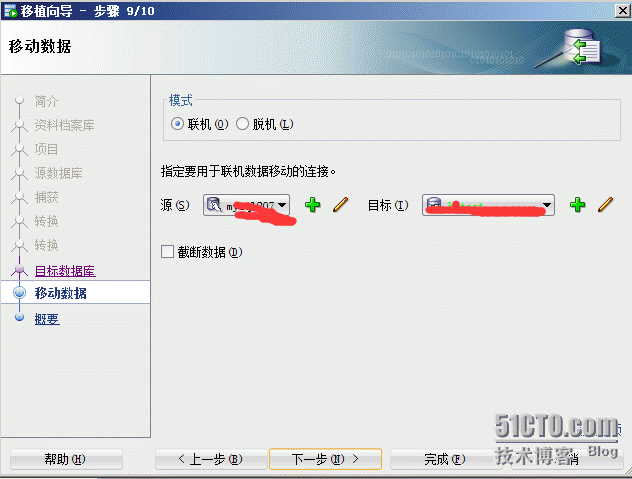 移植向导 - 步骤 9/10
移动数据
简介
资料档案库
项目
源数据库
捕获
转换
转换
目标数据库
移动数据
概要
模式
联机(O) 脱机(L)
指定要用于联机数据移动的连接。
源(S) 目标(I)
截断数据(D)
帮助(H) < 上一步(B) 下一步(N) > 完成(F) 消
51CTO.com
技术博客 Blog